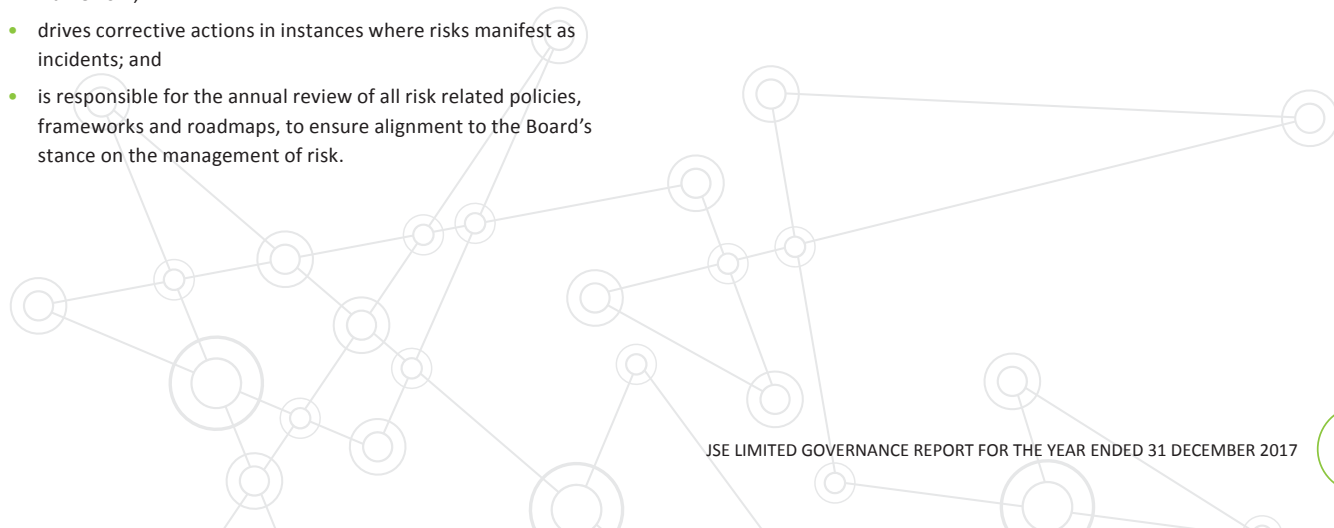 • drives corrective actions in instances where risks manifest as
incidents; and
• is responsible for the annual review of all risk related policies,
frameworks and roadmaps, to ensure alignment to the Board’s
stance on the management of risk.
JSE LIMITED GOVERNANCE REPORT FOR THE YEAR ENDED 31 DECEMBER 2017